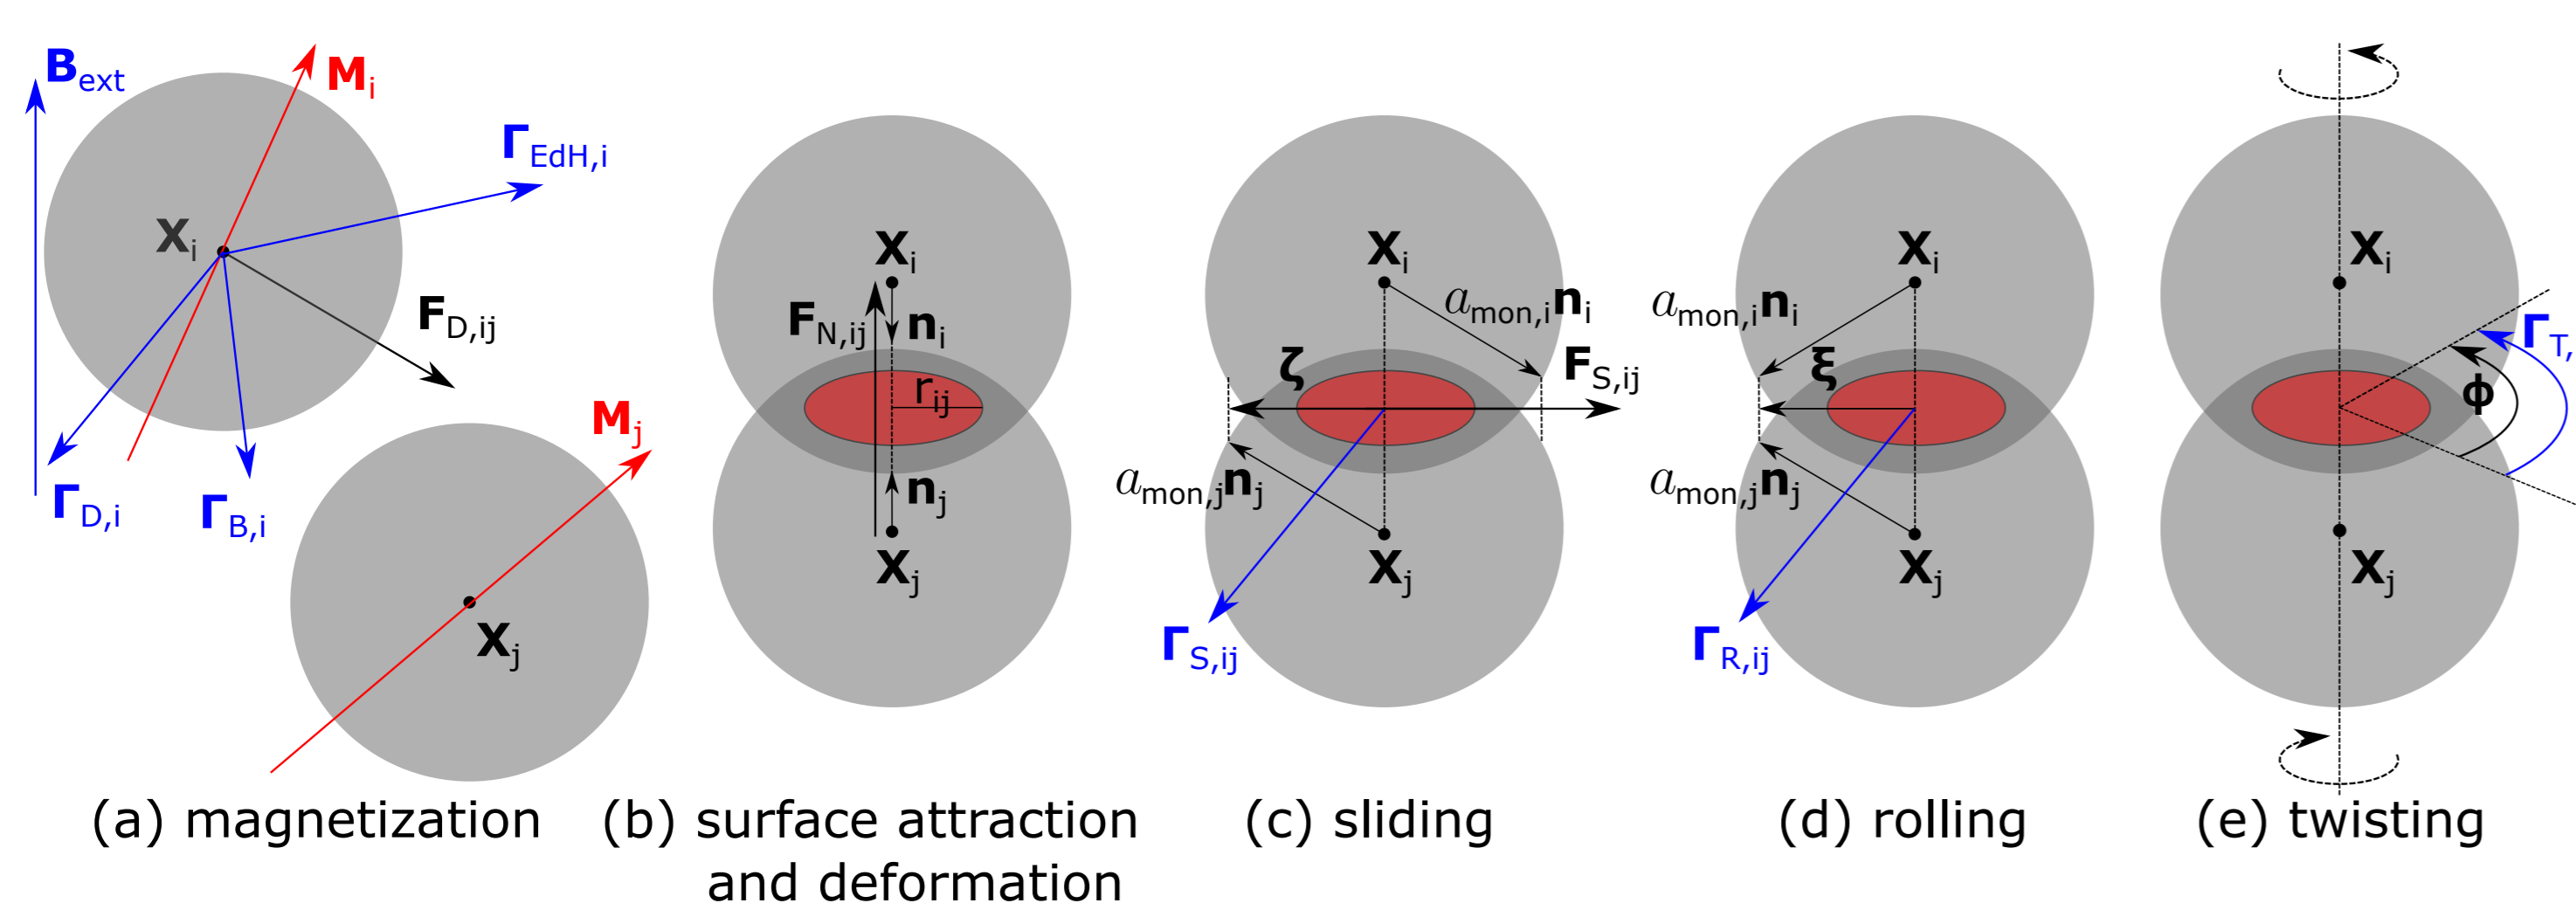 B_ext
M_i
Γ_EdH,i
X_i
F_D,ij
Γ_D,i
Γ_B,i
M_j
X_j
(a) magnetization
X_i
F_N,ij
n_i
r_ij
n_j
X_j
(b) surface attraction
and deformation
X_i
a_mon,i n_i
ζ
F_S,ij
a_mon,j n_j
X_j
Γ_S,ij
(c) sliding
X_i
a_mon,i n_i
ξ
a_mon,j n_j
X_j
Γ_R,ij
(d) rolling
X_i
Γ_T,
ϕ
X_j
(e) twisting